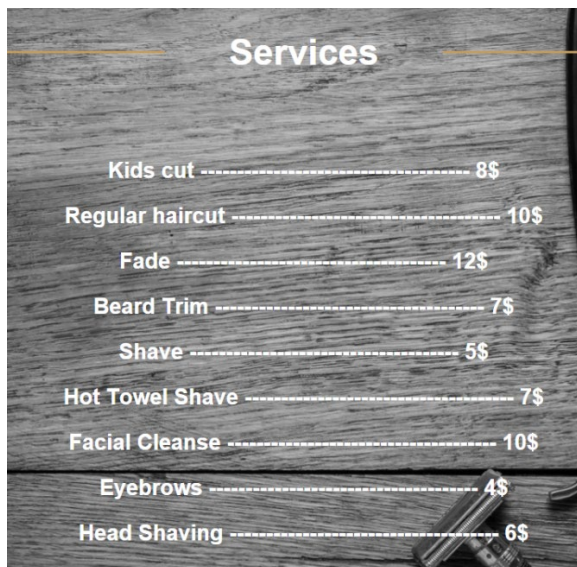 Services
Kids cut ---------------------------------- 8$
Regular haircut ---------------------------------- 10$
Fade ---------------------------------- 12$
Beard Trim ---------------------------------- 7$
Shave ---------------------------------- 5$
Hot Towel Shave ---------------------------------- 7$
Facial Cleanse ---------------------------------- 10$
Eyebrows ---------------------------------- 4$
Head Shaving ---------------------------------- 6$